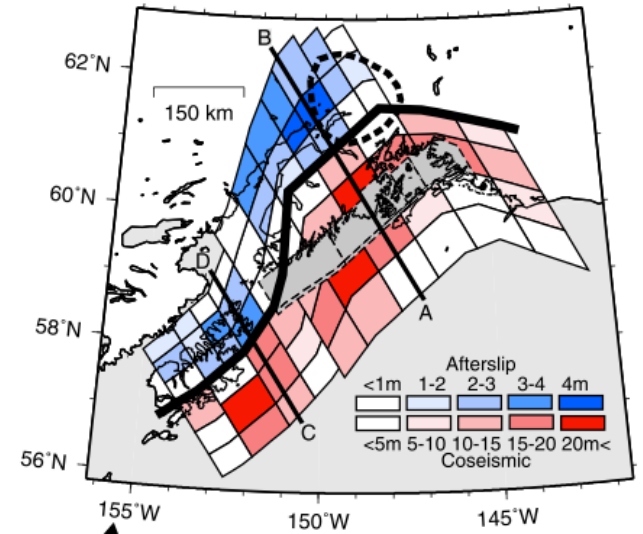 B
62°N
150 km
60°N
D
58°N
A
Afterslip
<1m 1-2 2-3 3-4 4m
<5m 5-10 10-15 15-20 20m<
Coseismic
C
56°N
155°W 150°W 145°W